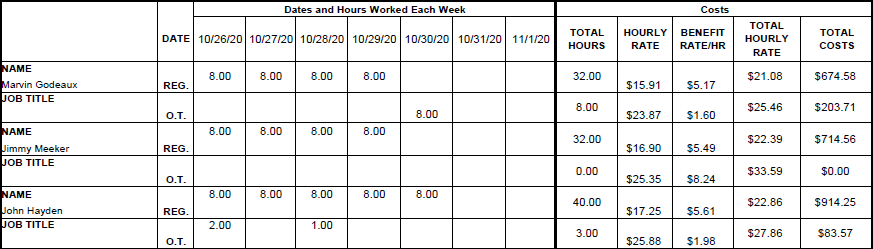 Dates and Hours Worked Each Week Costs
DATE 10/26/20 10/27/20 10/28/20 10/29/20 10/30/20 10/31/20 11/1/20 TOTAL HOURS HOURLY RATE BENEFIT RATE/HR TOTAL HOURLY RATE TOTAL COSTS
NAME 8.00 8.00 8.00 8.00 32.00 $21.08 $674.58
Marvin Godeaux REG. $15.91 $5.17
JOB TITLE 8.00 $25.46 $203.71
O.T. 8.00 $23.87 $1.60
NAME 8.00 8.00 8.00 8.00 32.00 $22.39 $714.56
Jimmy Meeker REG. $16.90 $5.49
JOB TITLE 0.00 $33.59 $0.00
O.T. $25.35 $8.24
NAME 8.00 8.00 8.00 8.00 8.00 40.00 $22.86 $914.25
John Hayden REG. $17.25 $5.61
JOB TITLE 2.00 1.00 3.00 $27.86 $83.57
O.T. $25.88 $1.98